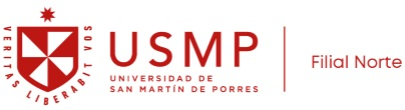 VERITAS LIBERABIT VOS
USMP
UNIVERSIDAD DE
SAN MARTÍN DE PORRES
Filial Norte